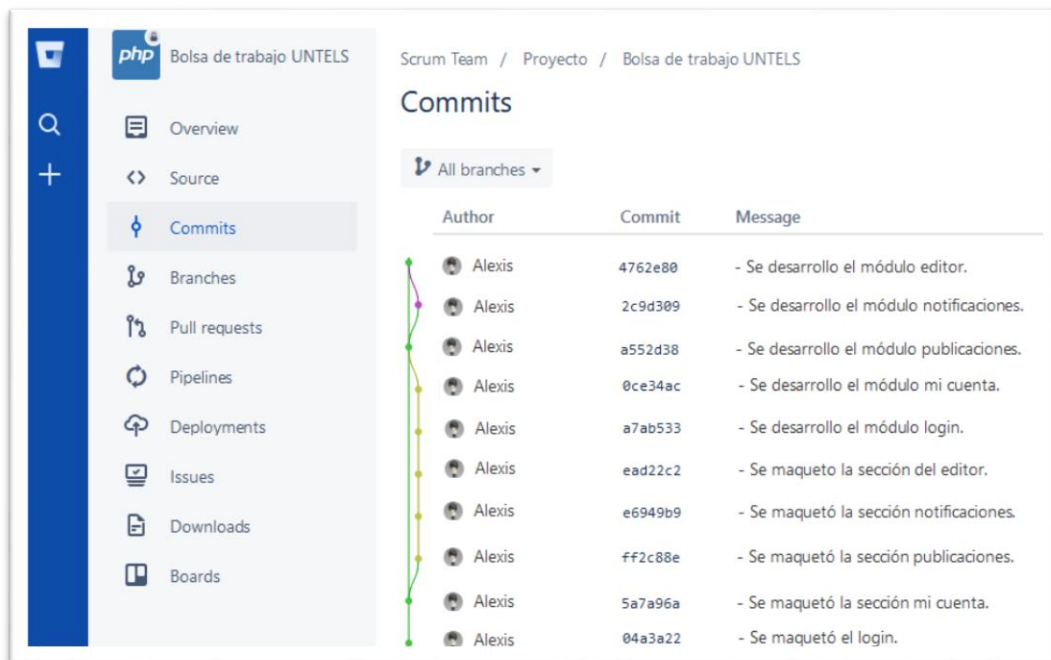 php Bolsa de trabajo UNTELS
Overview
Source
Commits
Branches
Pull requests
Pipelines
Deployments
Issues
Downloads
Boards
Scrum Team / Proyecto / Bolsa de trabajo UNTELS
Commits
All branches
Author Commit Message
Alexis 4762e80 - Se desarrollo el módulo editor.
Alexis 2c9d309 - Se desarrollo el módulo notificaciones.
Alexis a552d38 - Se desarrollo el módulo publicaciones.
Alexis 0ce34ac - Se desarrollo el módulo mi cuenta.
Alexis a7ab533 - Se desarrollo el módulo login.
Alexis ead22c2 - Se maqueto la sección del editor.
Alexis e6949b9 - Se maquetó la sección notificaciones.
Alexis ff2c88e - Se maquetó la sección publicaciones.
Alexis 5a7a96a - Se maquetó la sección mi cuenta.
Alexis 04a3a22 - Se maquetó el login.